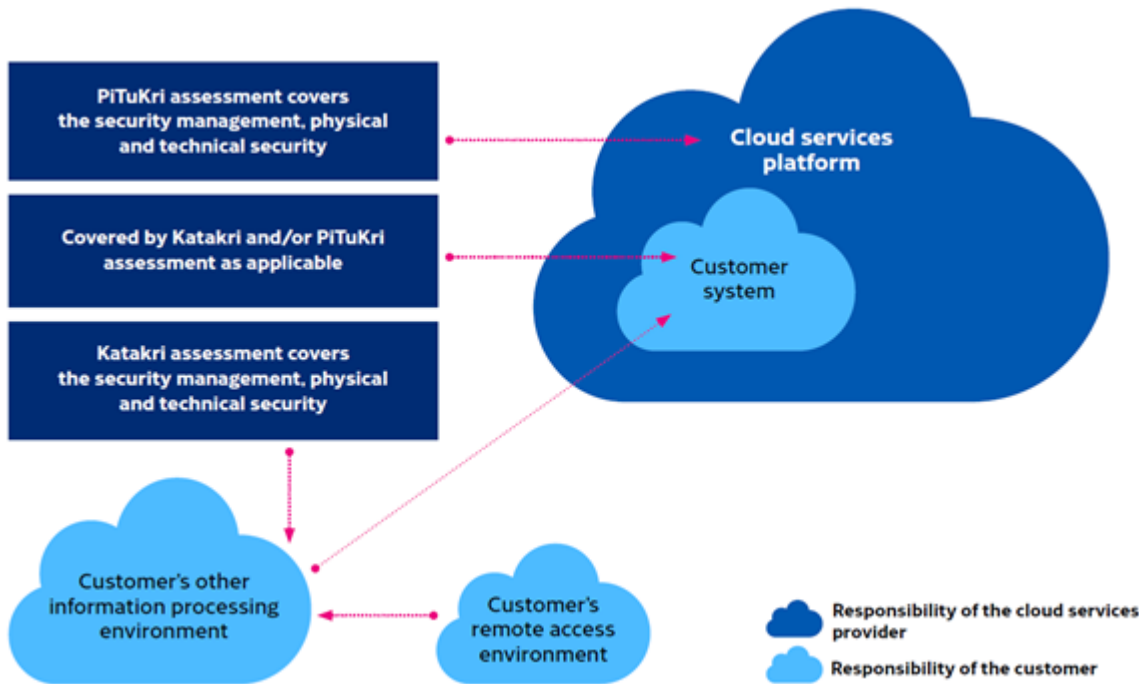 PiTuKri assessment covers
the security management, physical
and technical security
Cloud services
platform
Covered by Katakri and/or PiTuKri
assessment as applicable
Customer
system
Katakri assessment covers
the security management, physical
and technical security
Customer's other
information processing
environment
Customer's
remote access
environment
Responsibility of the cloud services
provider
Responsibility of the customer